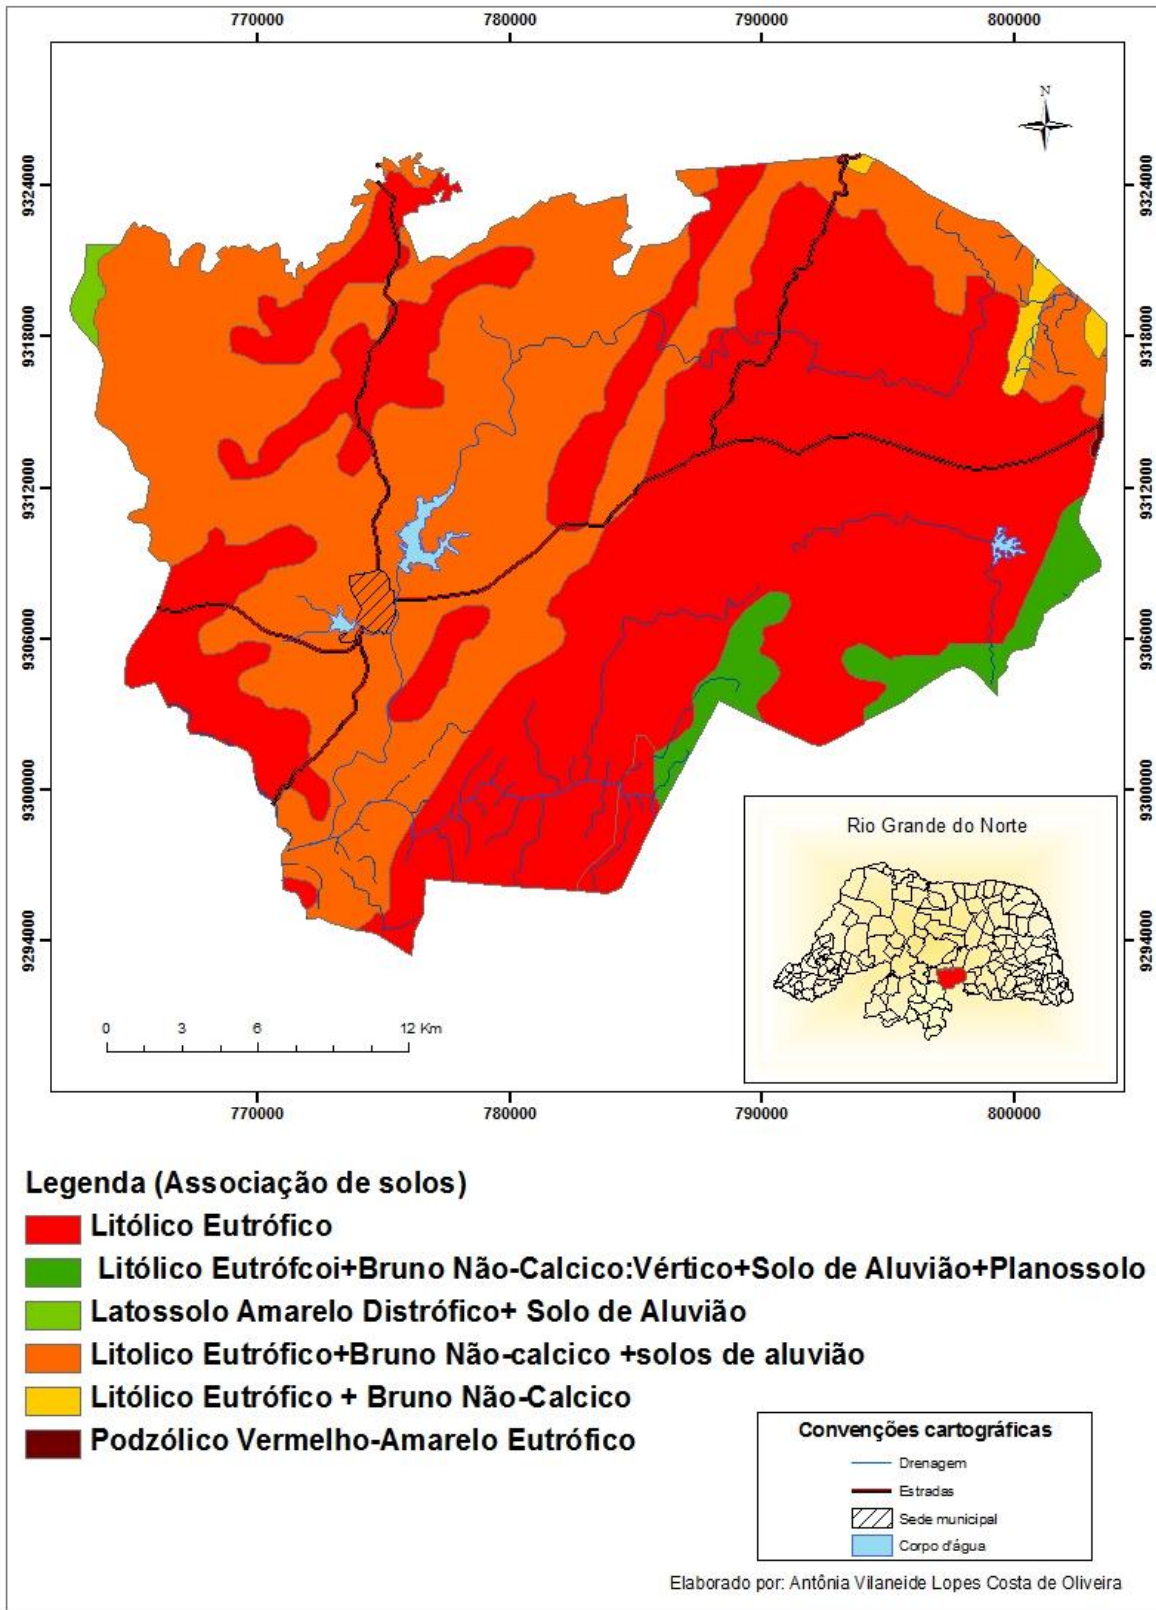 770000 780000 790000 800000
N
9324000 9324000
9318000 9318000
9312000 9312000
9306000 9306000
9300000 9300000
9294000 9294000
Rio Grande do Norte
0 3 6 12 Km
770000 780000 790000 800000
Legenda (Associação de solos)
Litólico Eutrófico
Litólico Eutrófcoi+Bruno Não-Calcico:Vértico+Solo de Aluvião+Planossolo
Latossolo Amarelo Distrófico+ Solo de Aluvião
Litolico Eutrófico+Bruno Não-calcico +solos de aluvião
Litólico Eutrófico + Bruno Não-Calcico
Podzólico Vermelho-Amarelo Eutrófico
Convenções cartográficas
Drenagem
Estradas
Sede municipal
Corpo d'água
Elaborado por: Antônia Vilaneide Lopes Costa de Oliveira